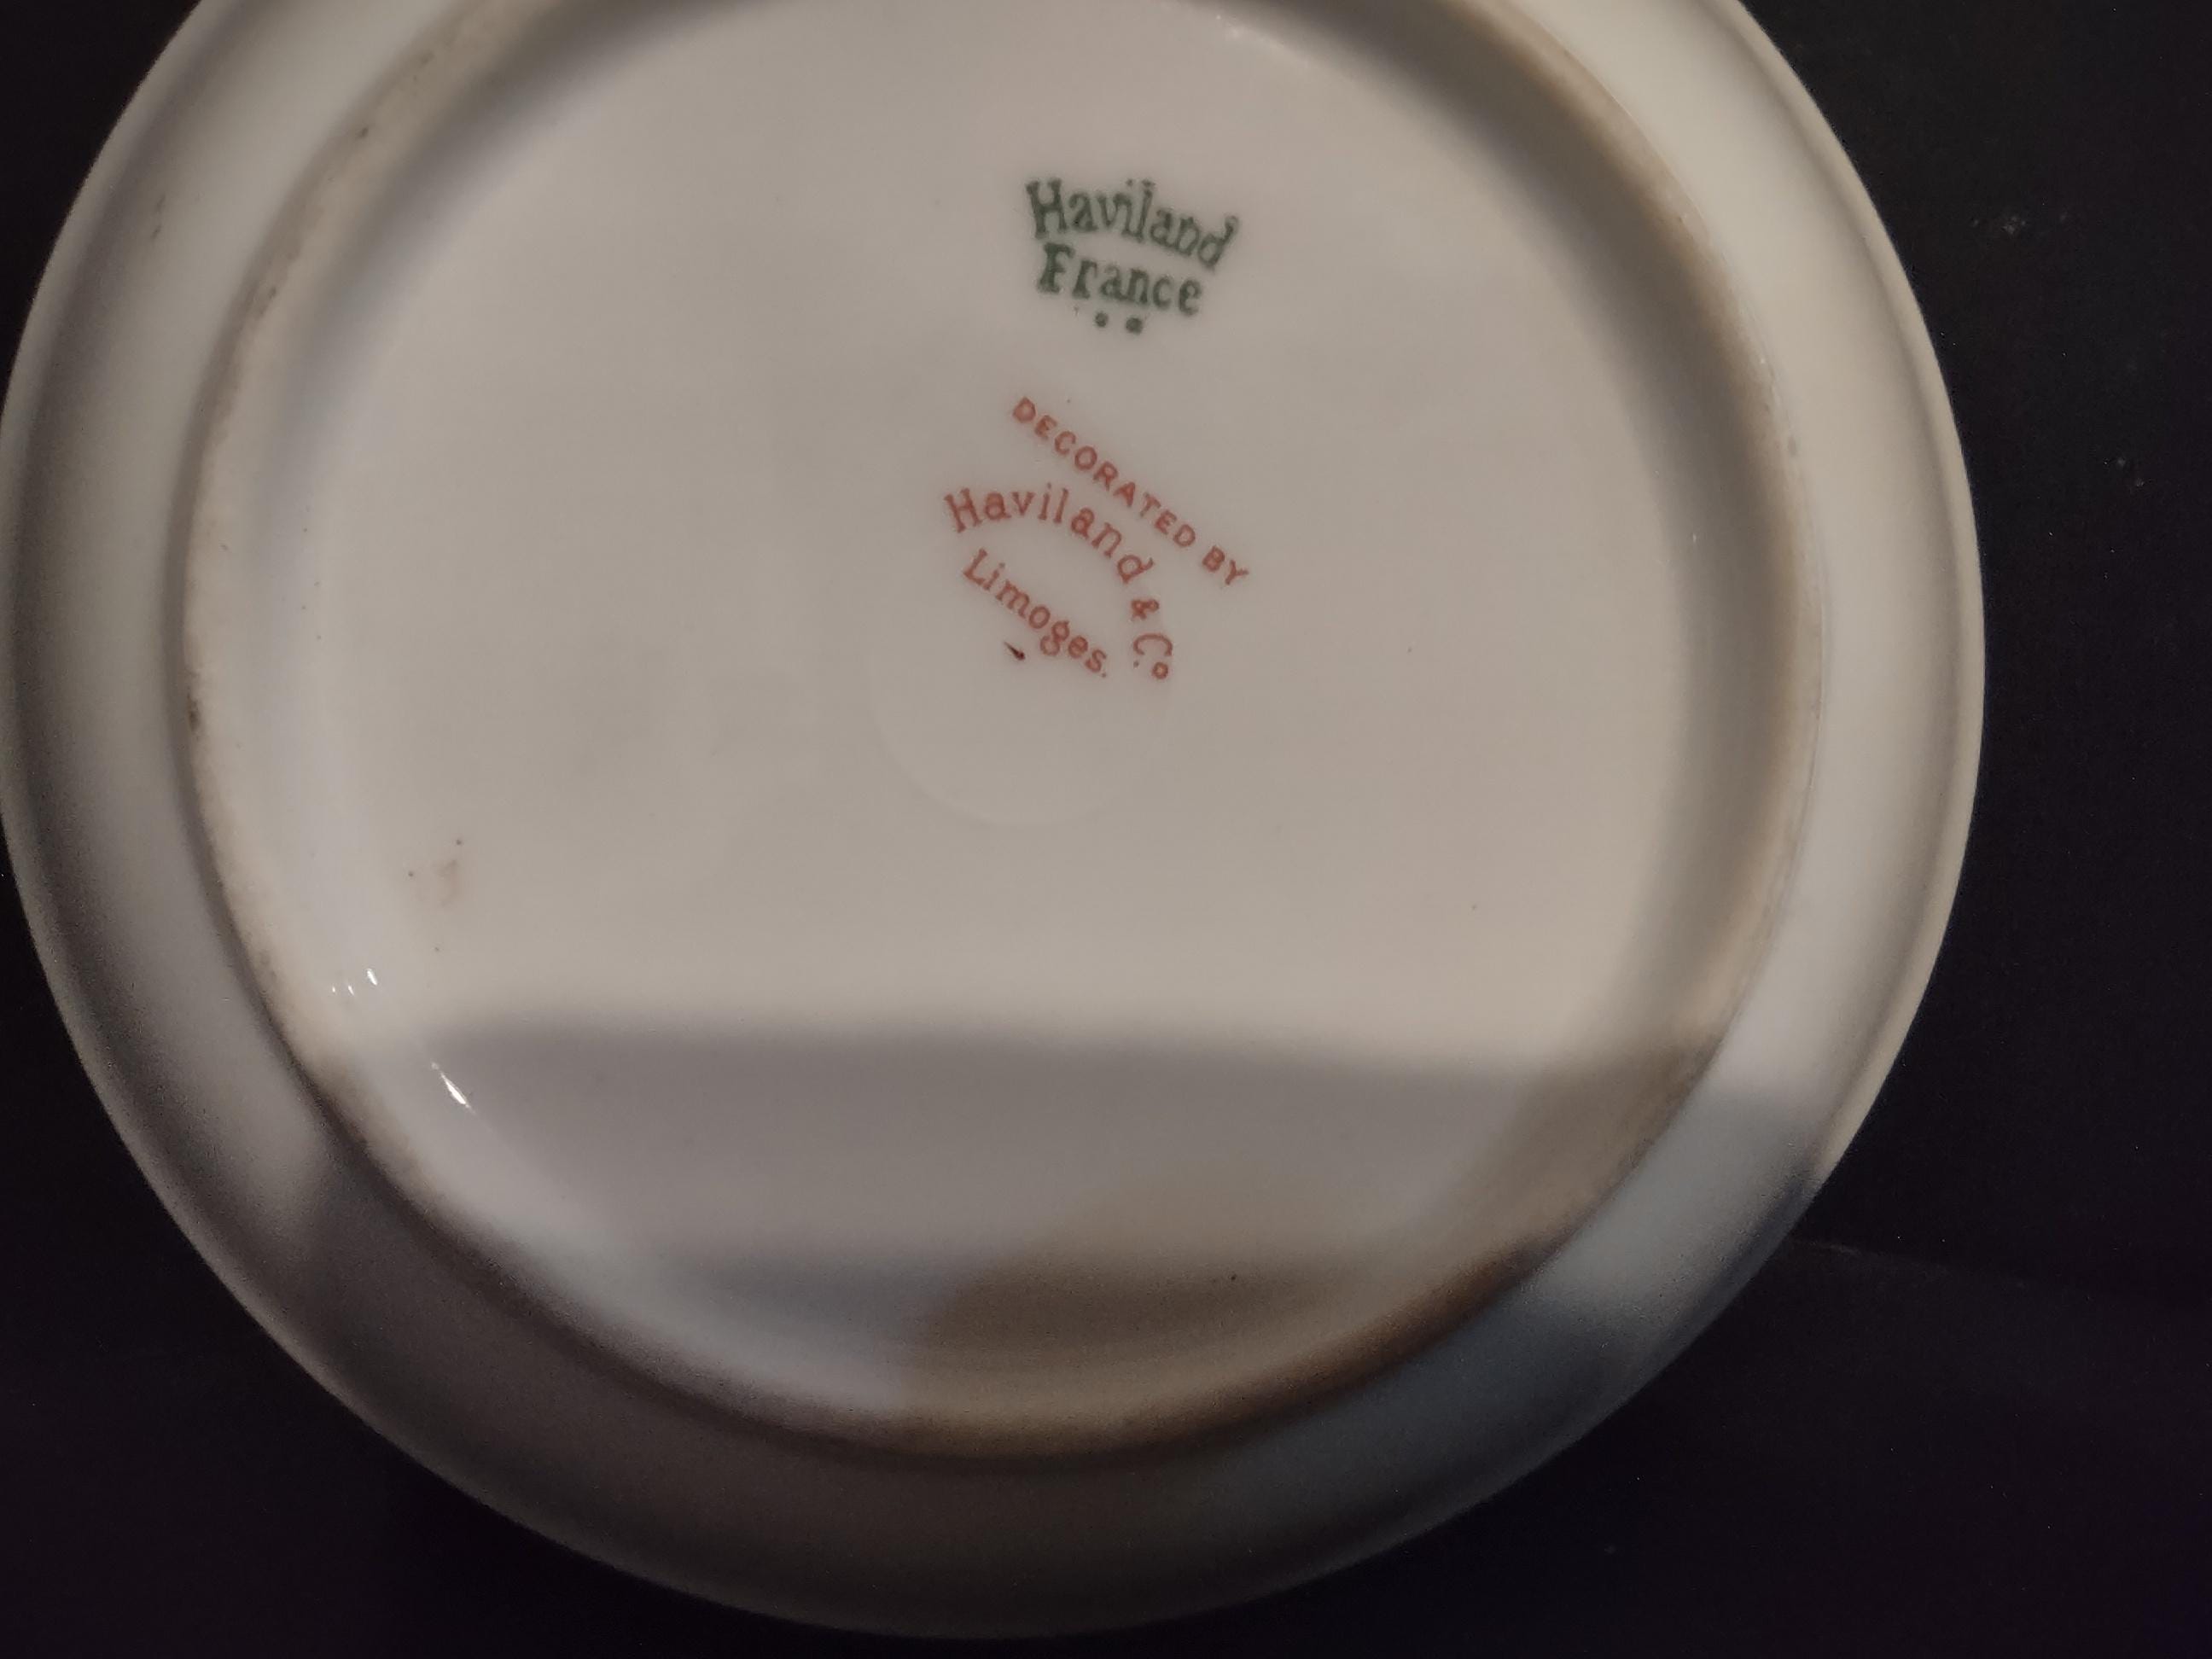 Haviland
France
DECORATED BY
Haviland & Co
Limoges.